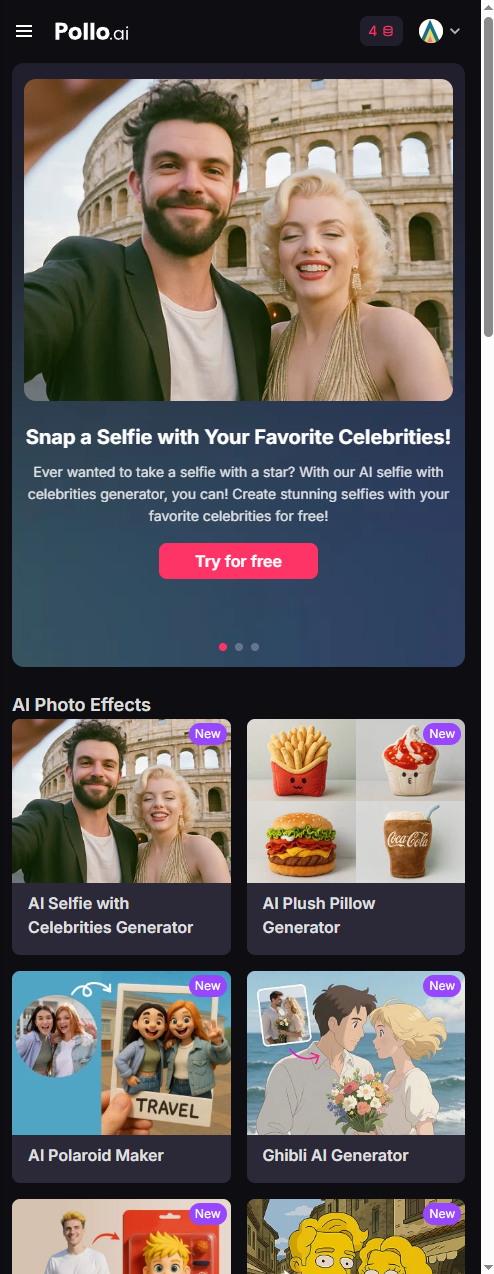 Pollo.ai
4
Snap a Selfie with Your Favorite Celebrities!
Ever wanted to take a selfie with a star? With our AI selfie with
celebrities generator, you can! Create stunning selfies with your
favorite celebrities for free!
Try for free
AI Photo Effects
New
New
Coca-Cola
AI Selfie with
Celebrities Generator
AI Plush Pillow
Generator
New
New
TRAVEL
AI Polaroid Maker
Ghibli AI Generator
New
New